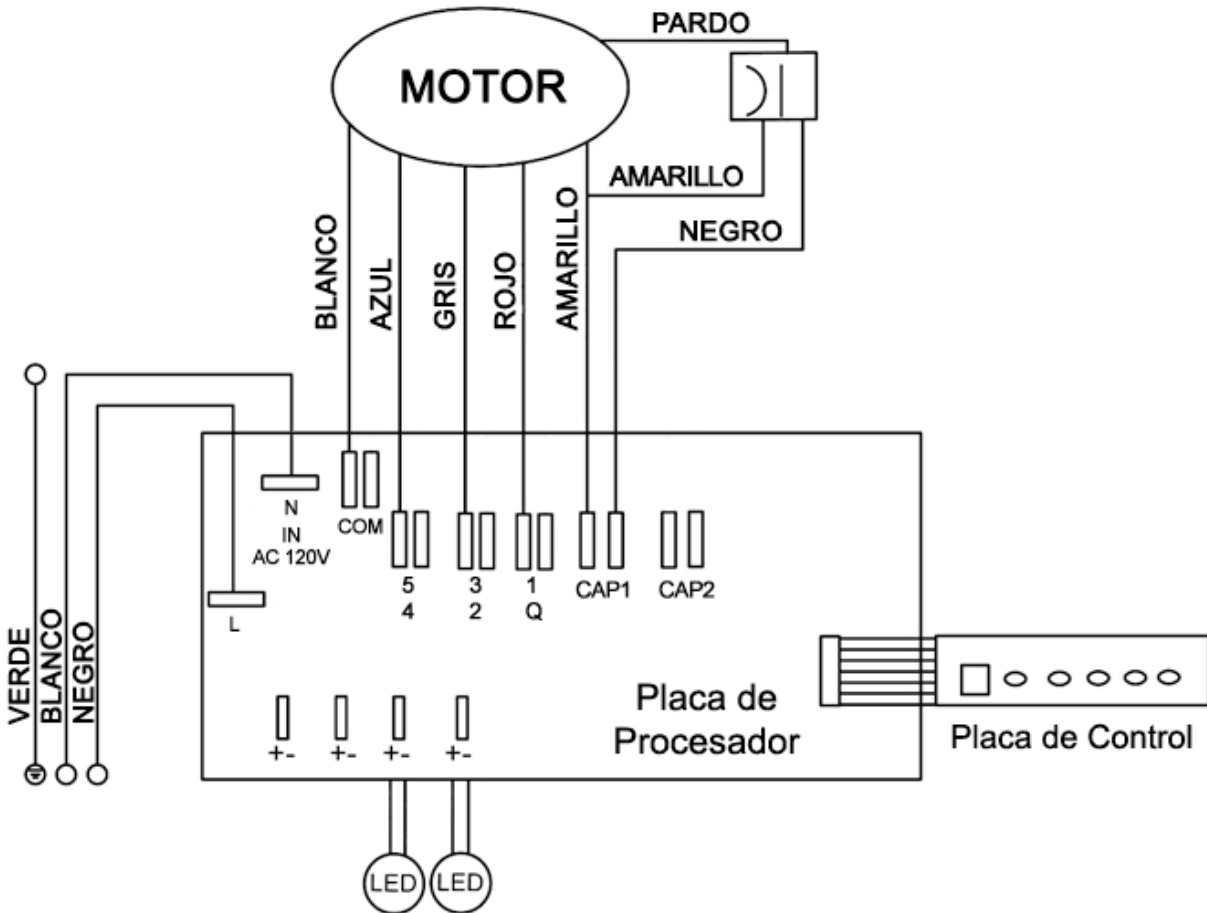 PARDO
MOTOR
AMARILLO
NEGRO
BLANCO
AZUL
GRIS
ROJO
AMARILLO
N
IN
AC 120V
COM
5
4
3
2
1
Q
CAP1
CAP2
L
VERDE
BLANCO
NEGRO
+-
+-
+-
+-
Placa de
Procesador
Placa de Control
LED
LED